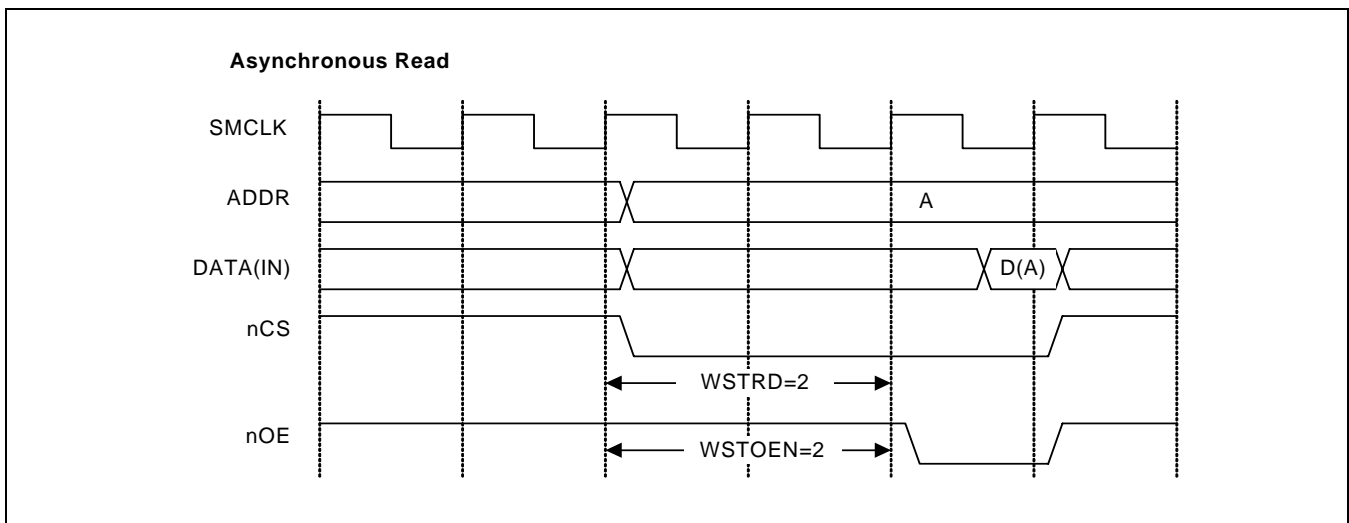 Asynchronous Read
SMCLK
ADDR
A
DATA(IN)
D(A)
nCS
WSTRD=2
nOE
WSTOEN=2